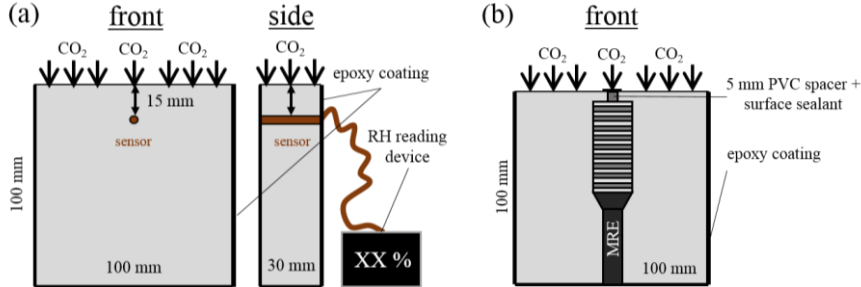 (a)
front
side
CO₂ CO₂ CO₂
CO₂
epoxy coating
15 mm
sensor
sensor
RH reading
device
100 mm
100 mm
30 mm
XX %
(b)
front
CO₂ CO₂ CO₂
5 mm PVC spacer +
surface sealant
epoxy coating
100 mm
MRE
100 mm